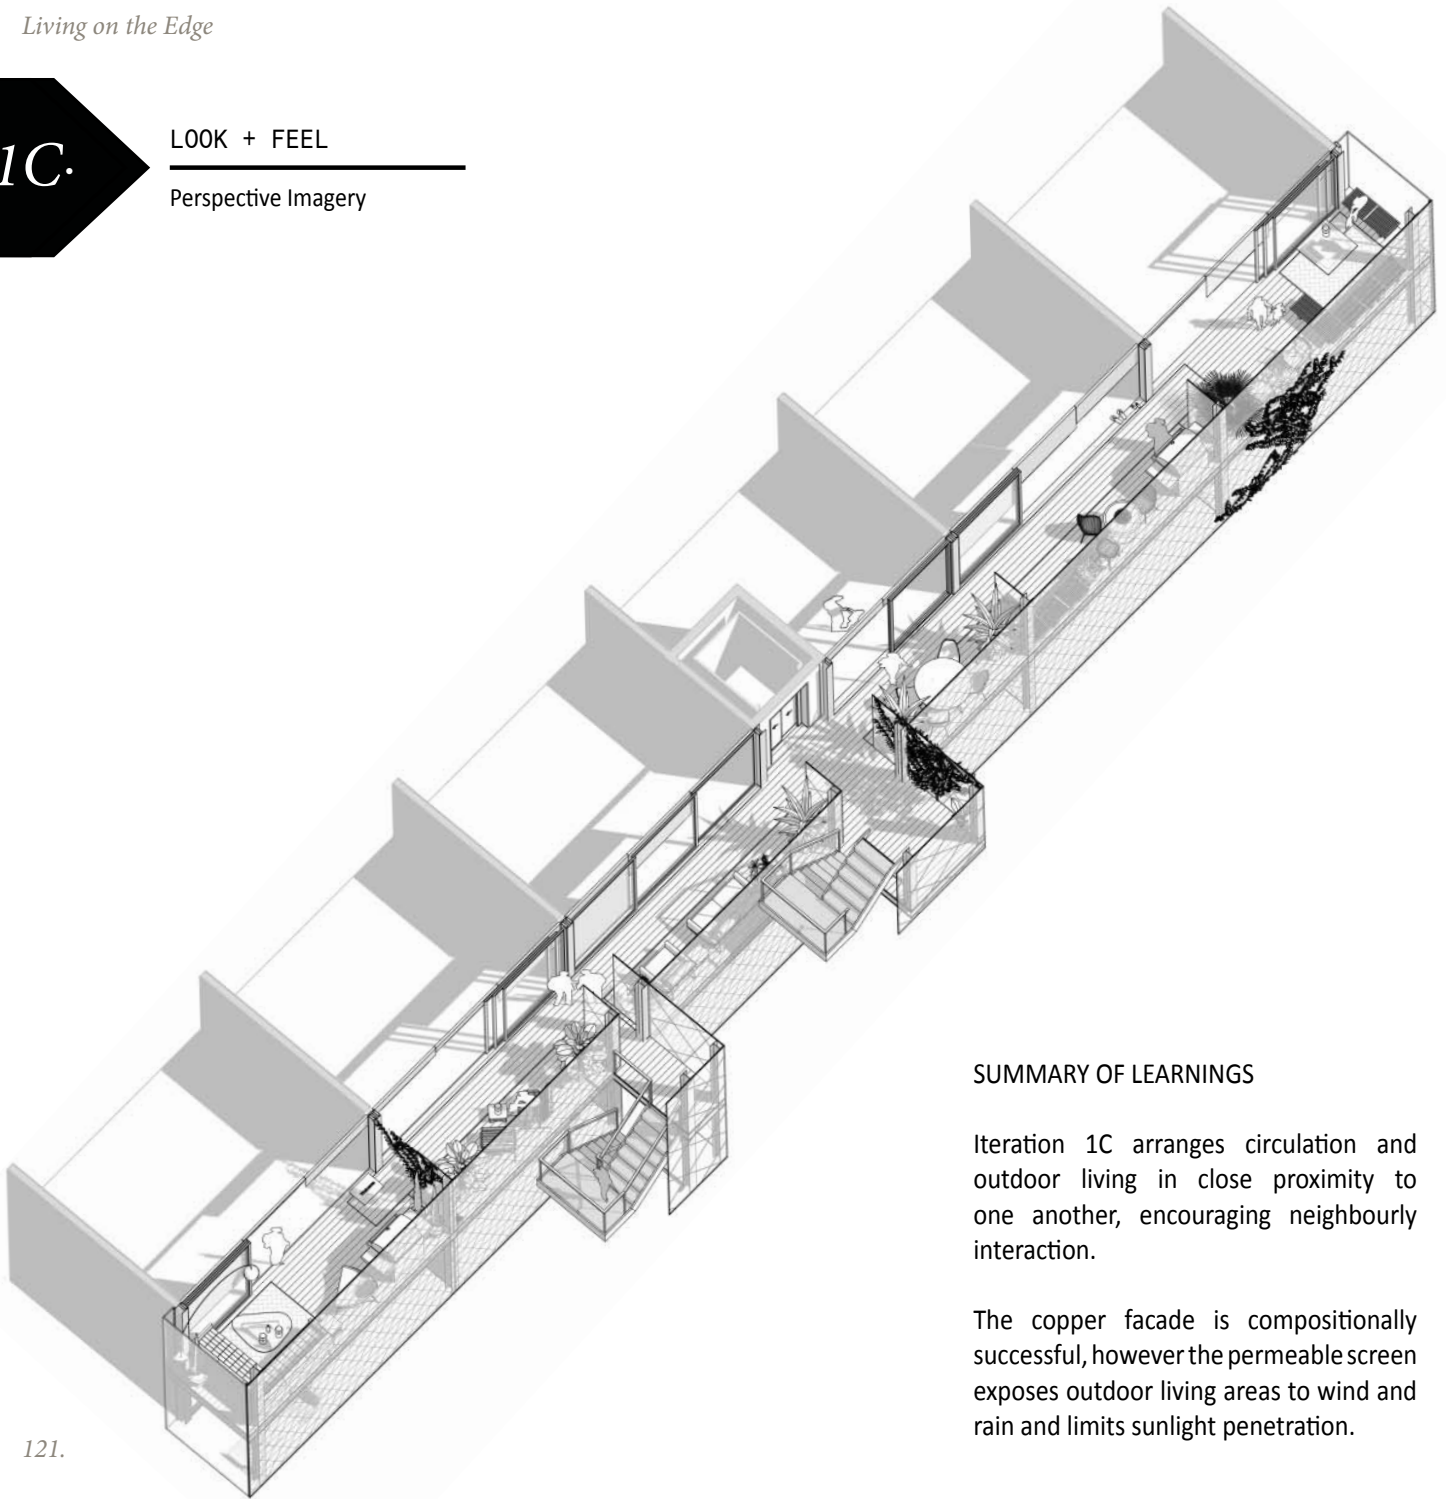 Living on the Edge
1C.
LOOK + FEEL
Perspective Imagery
SUMMARY OF LEARNINGS
Iteration 1C arranges circulation and
outdoor living in close proximity to
one another, encouraging neighbourly
interaction.
The copper facade is compositionally
successful, however the permeable screen
exposes outdoor living areas to wind and
rain and limits sunlight penetration.
121.